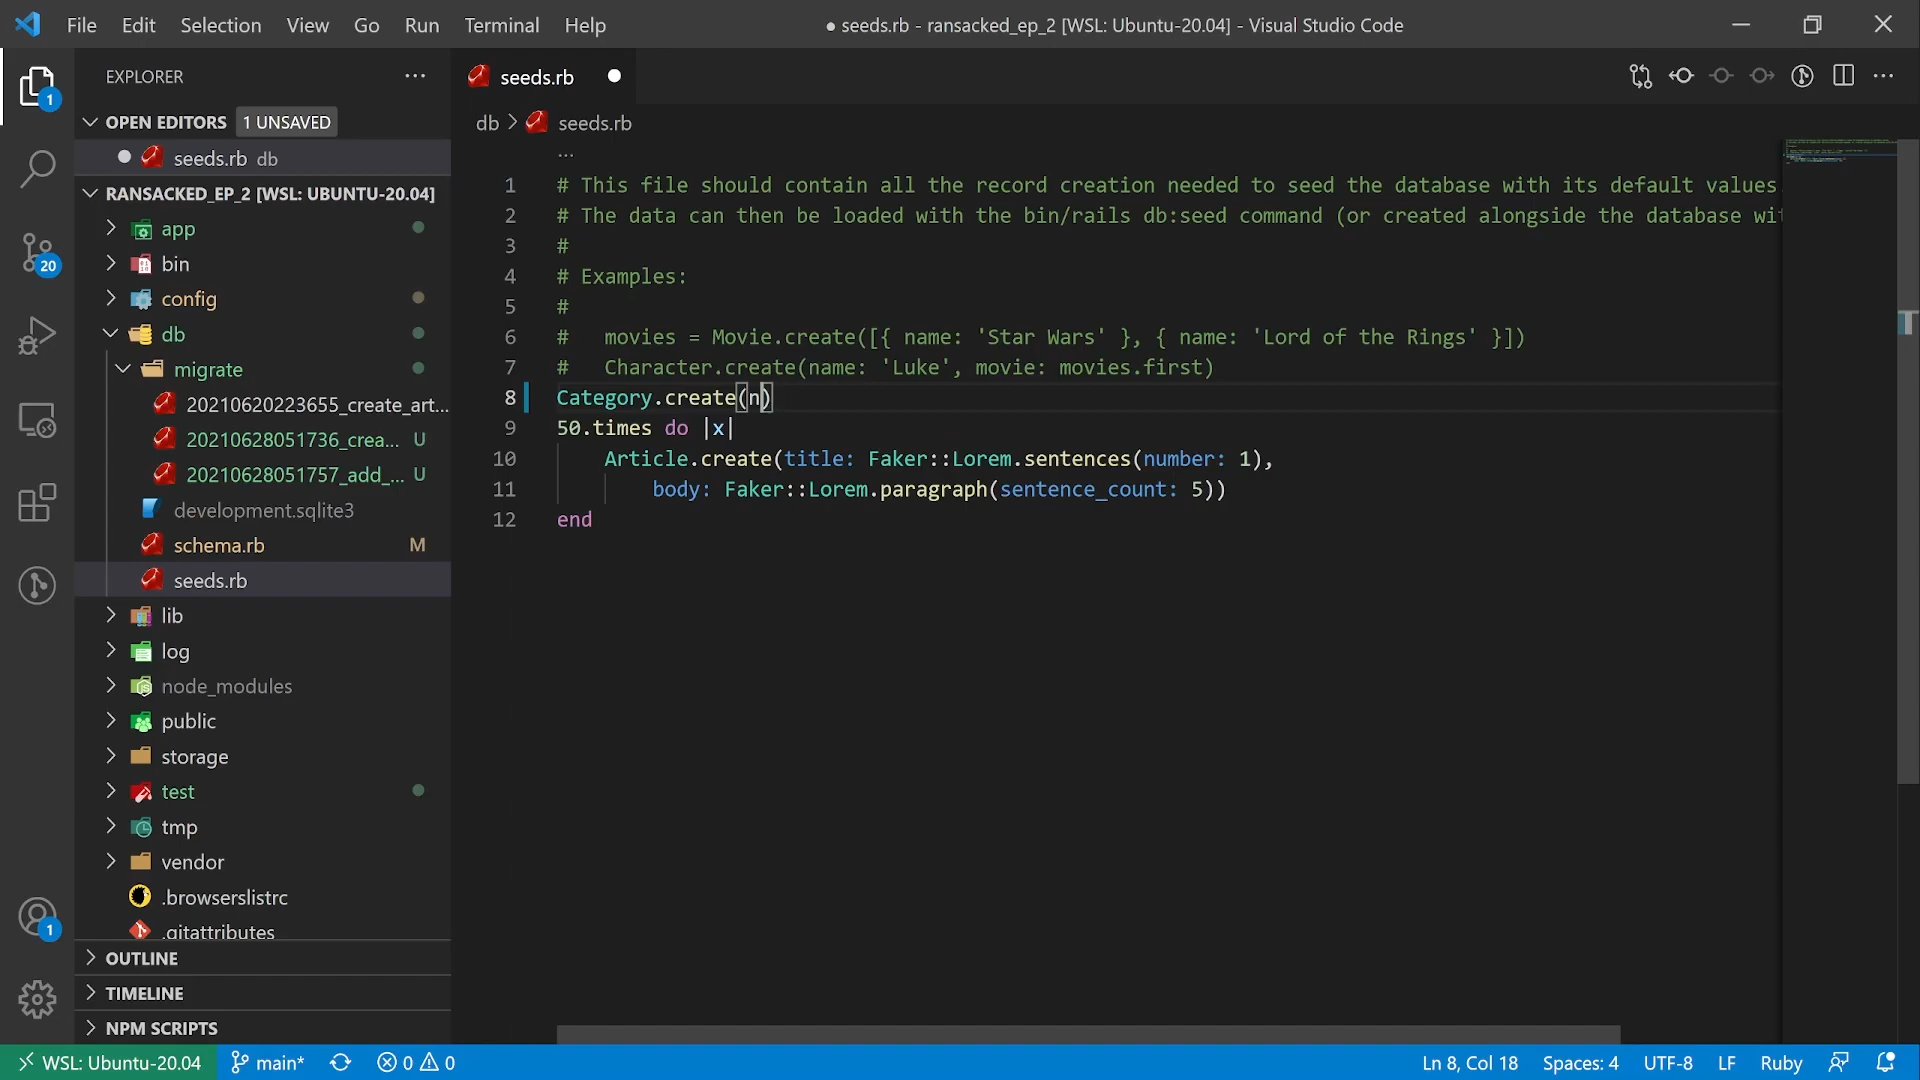 File Edit Selection View Go Run Terminal Help
● seeds.rb - ransacked_ep_2 [WSL: Ubuntu-20.04] - Visual Studio Code
EXPLORER
OPEN EDITORS 1 UNSAVED
seeds.rb db
RANSACKED_EP_2 [WSL: UBUNTU-20.04]
app
bin
config
db
migrate
20210620223655_create_art...
20210628051736_crea... U
20210628051757_add_... U
development.sqlite3
schema.rb M
seeds.rb
lib
log
node_modules
public
storage
test
tmp
vendor
.browserslistrc
.gitattributes
OUTLINE
TIMELINE
NPM SCRIPTS
1
20
1
seeds.rb
db > seeds.rb
...
1 # This file should contain all the record creation needed to seed the database with its default values
2 # The data can then be loaded with the bin/rails db:seed command (or created alongside the database wit
3 #
4 # Examples:
5 #
6 #   movies = Movie.create([{ name: 'Star Wars' }, { name: 'Lord of the Rings' }])
7 #   Character.create(name: 'Luke', movie: movies.first)
8 Category.create(n)
9 50.times do |x|
10     Article.create(title: Faker::Lorem.sentences(number: 1),
11         body: Faker::Lorem.paragraph(sentence_count: 5))
12 end
WSL: Ubuntu-20.04 main* 0 0 Ln 8, Col 18 Spaces: 4 UTF-8 LF Ruby